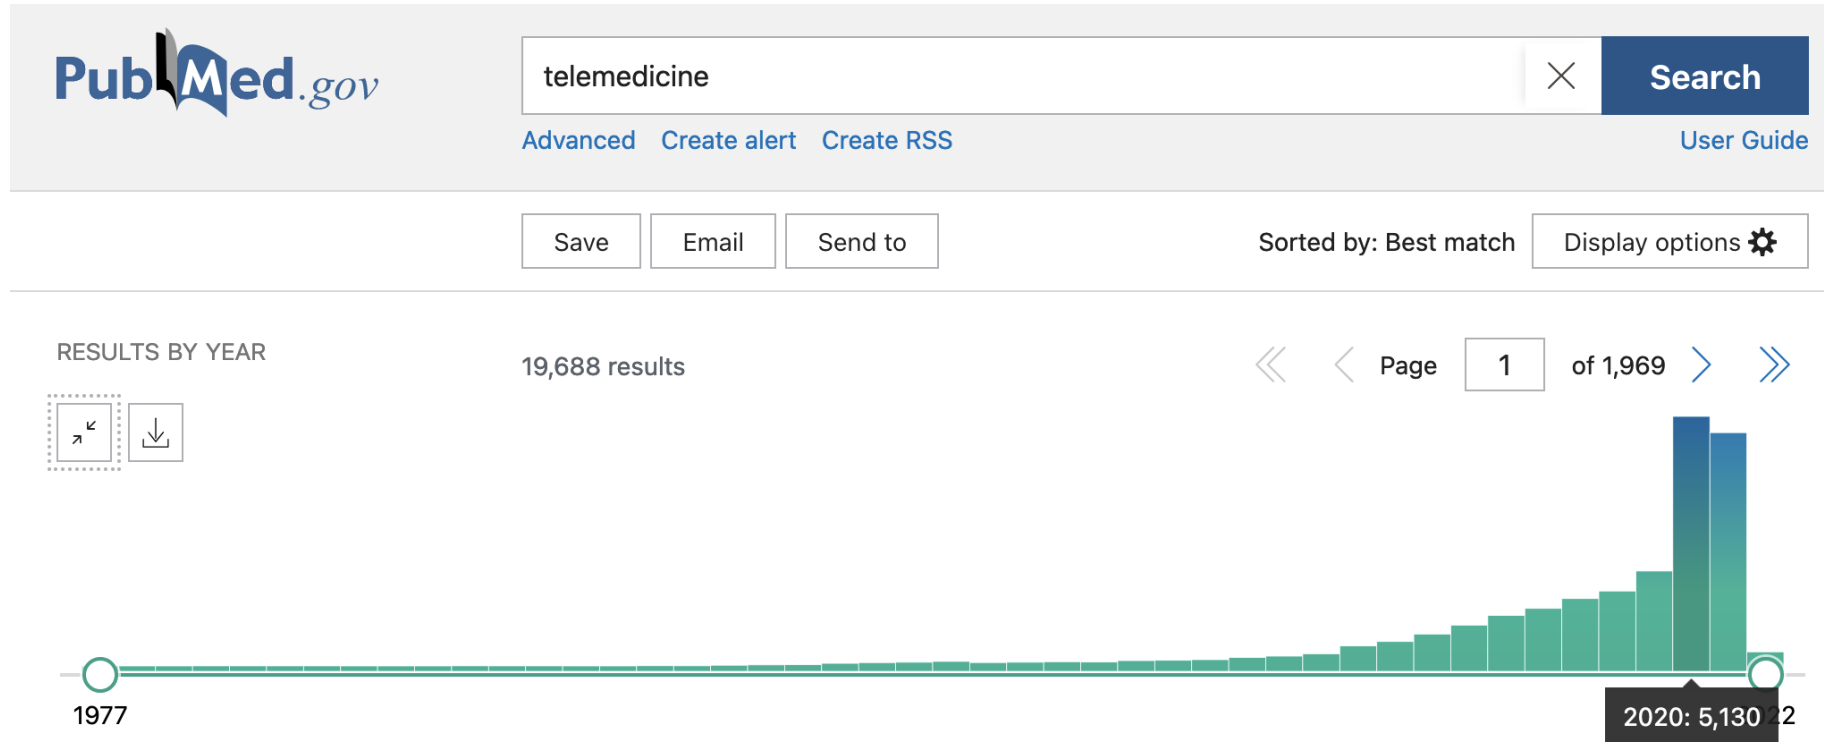 PubMed.gov
telemedicine
Search
Advanced Create alert Create RSS User Guide
Save Email Send to Sorted by: Best match Display options
RESULTS BY YEAR
19,688 results Page 1 of 1,969
1977
2020: 5,130
22